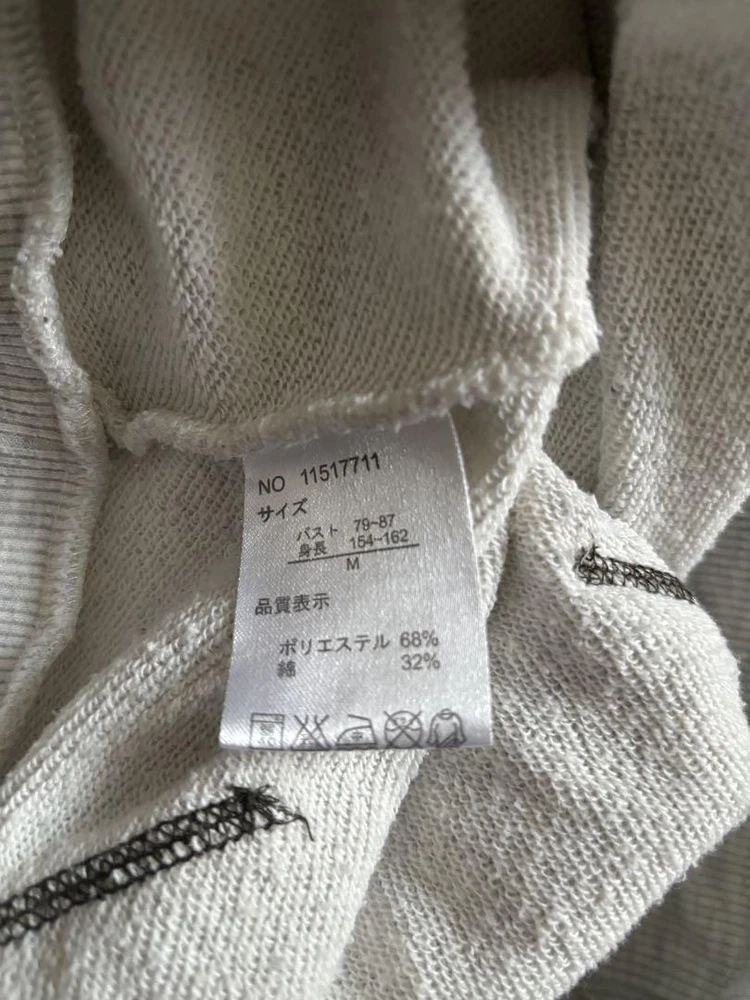 NO 11517711
サイズ
バスト 79~87
身長 154~162
M
品質表示
ポリエステル 68%
綿 32%